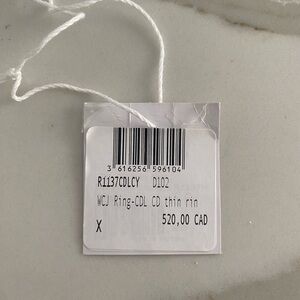 3 616256 596104
R1137CDLCY D102
WCJ Ring-CDL CD thin rin
520,00 CAD
X